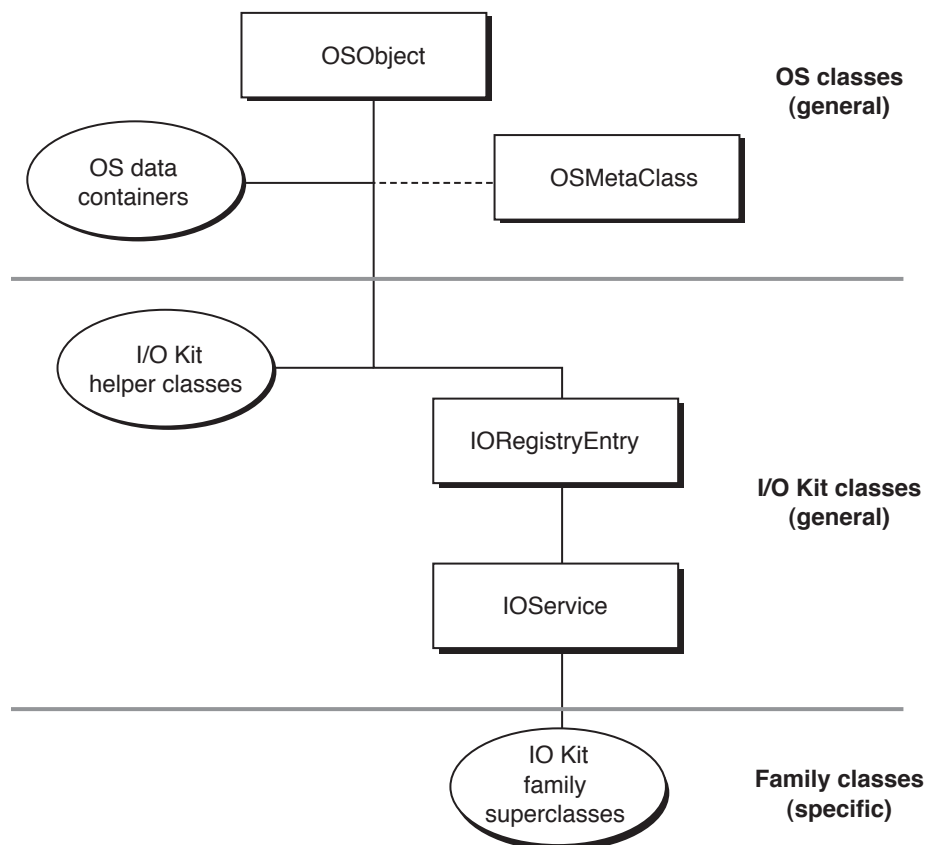 OSObject
OS classes
(general)
OS data
containers
OSMetaClass
I/O Kit
helper classes
IORegistryEntry
I/O Kit classes
(general)
IOService
IO Kit
family
superclasses
Family classes
(specific)